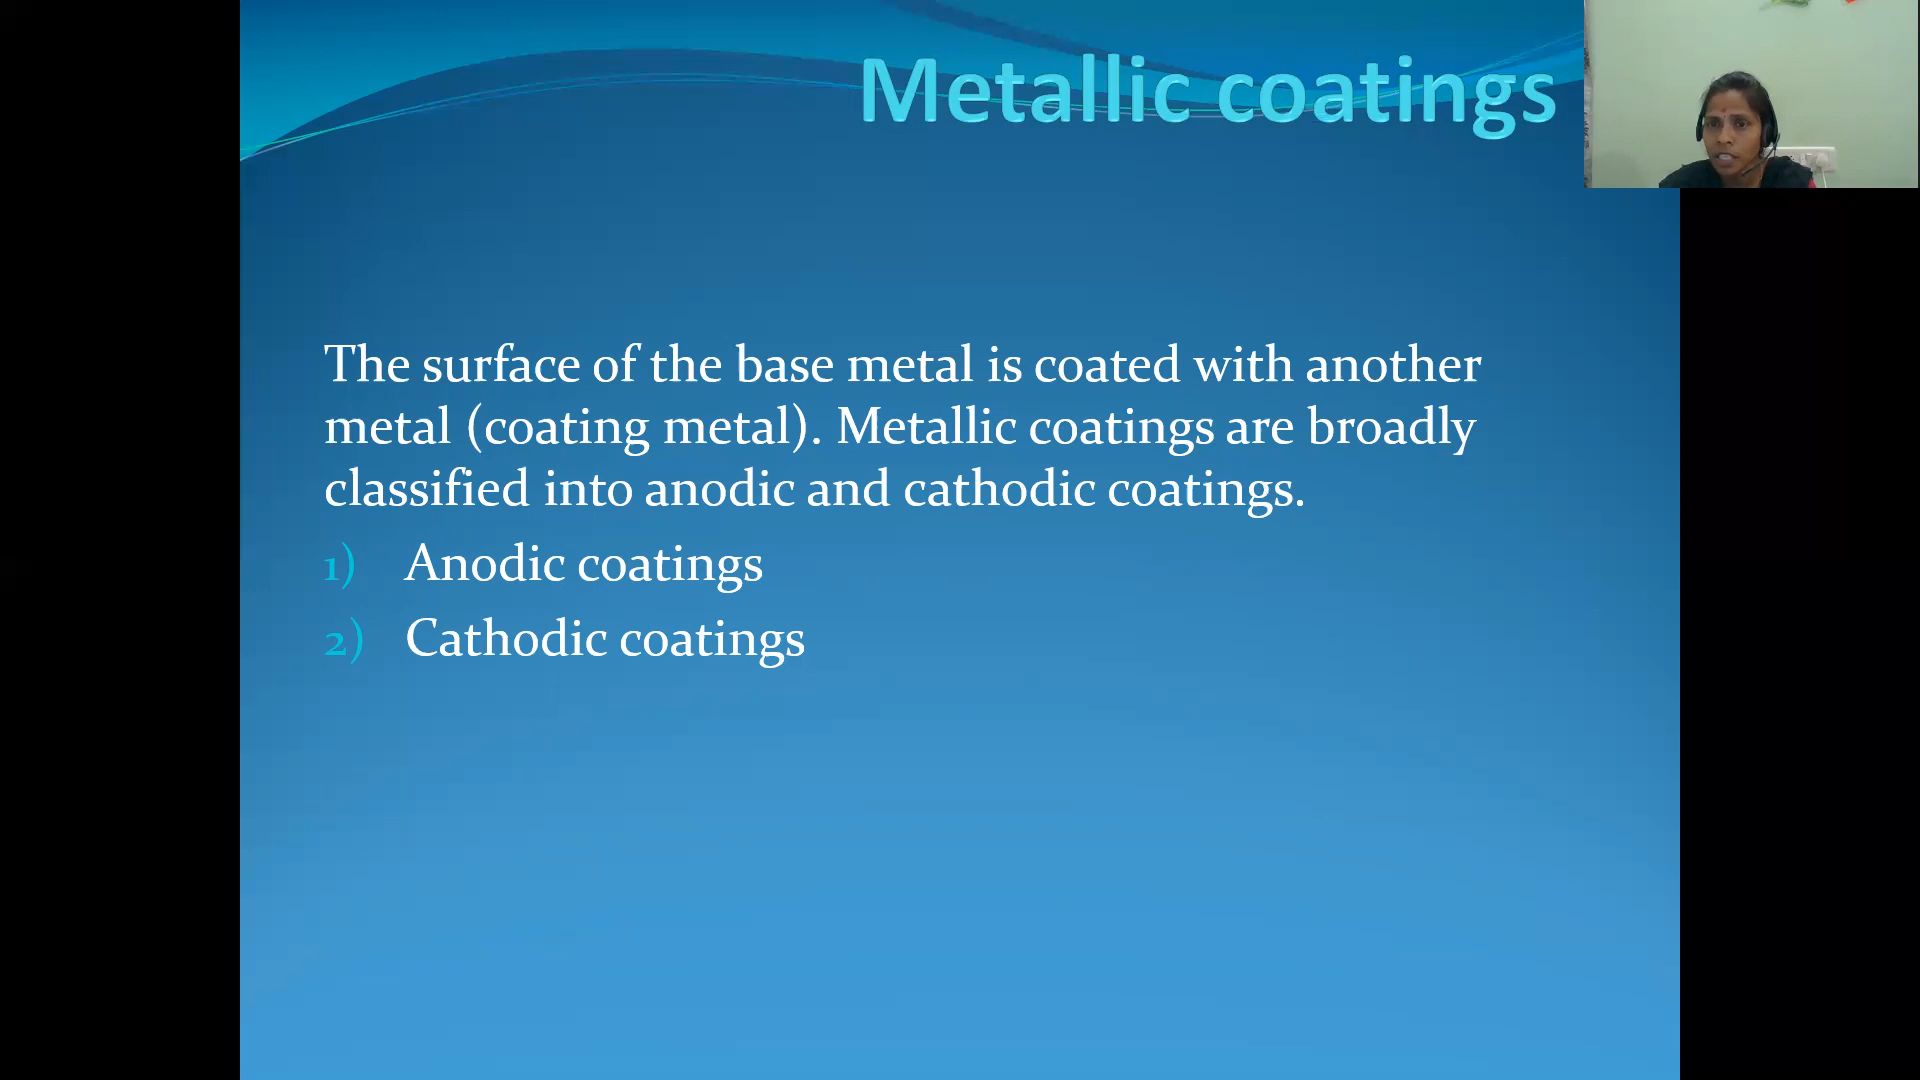 Metallic coatings
The surface of the base metal is coated with another
metal (coating metal). Metallic coatings are broadly
classified into anodic and cathodic coatings.
1) Anodic coatings
2) Cathodic coatings